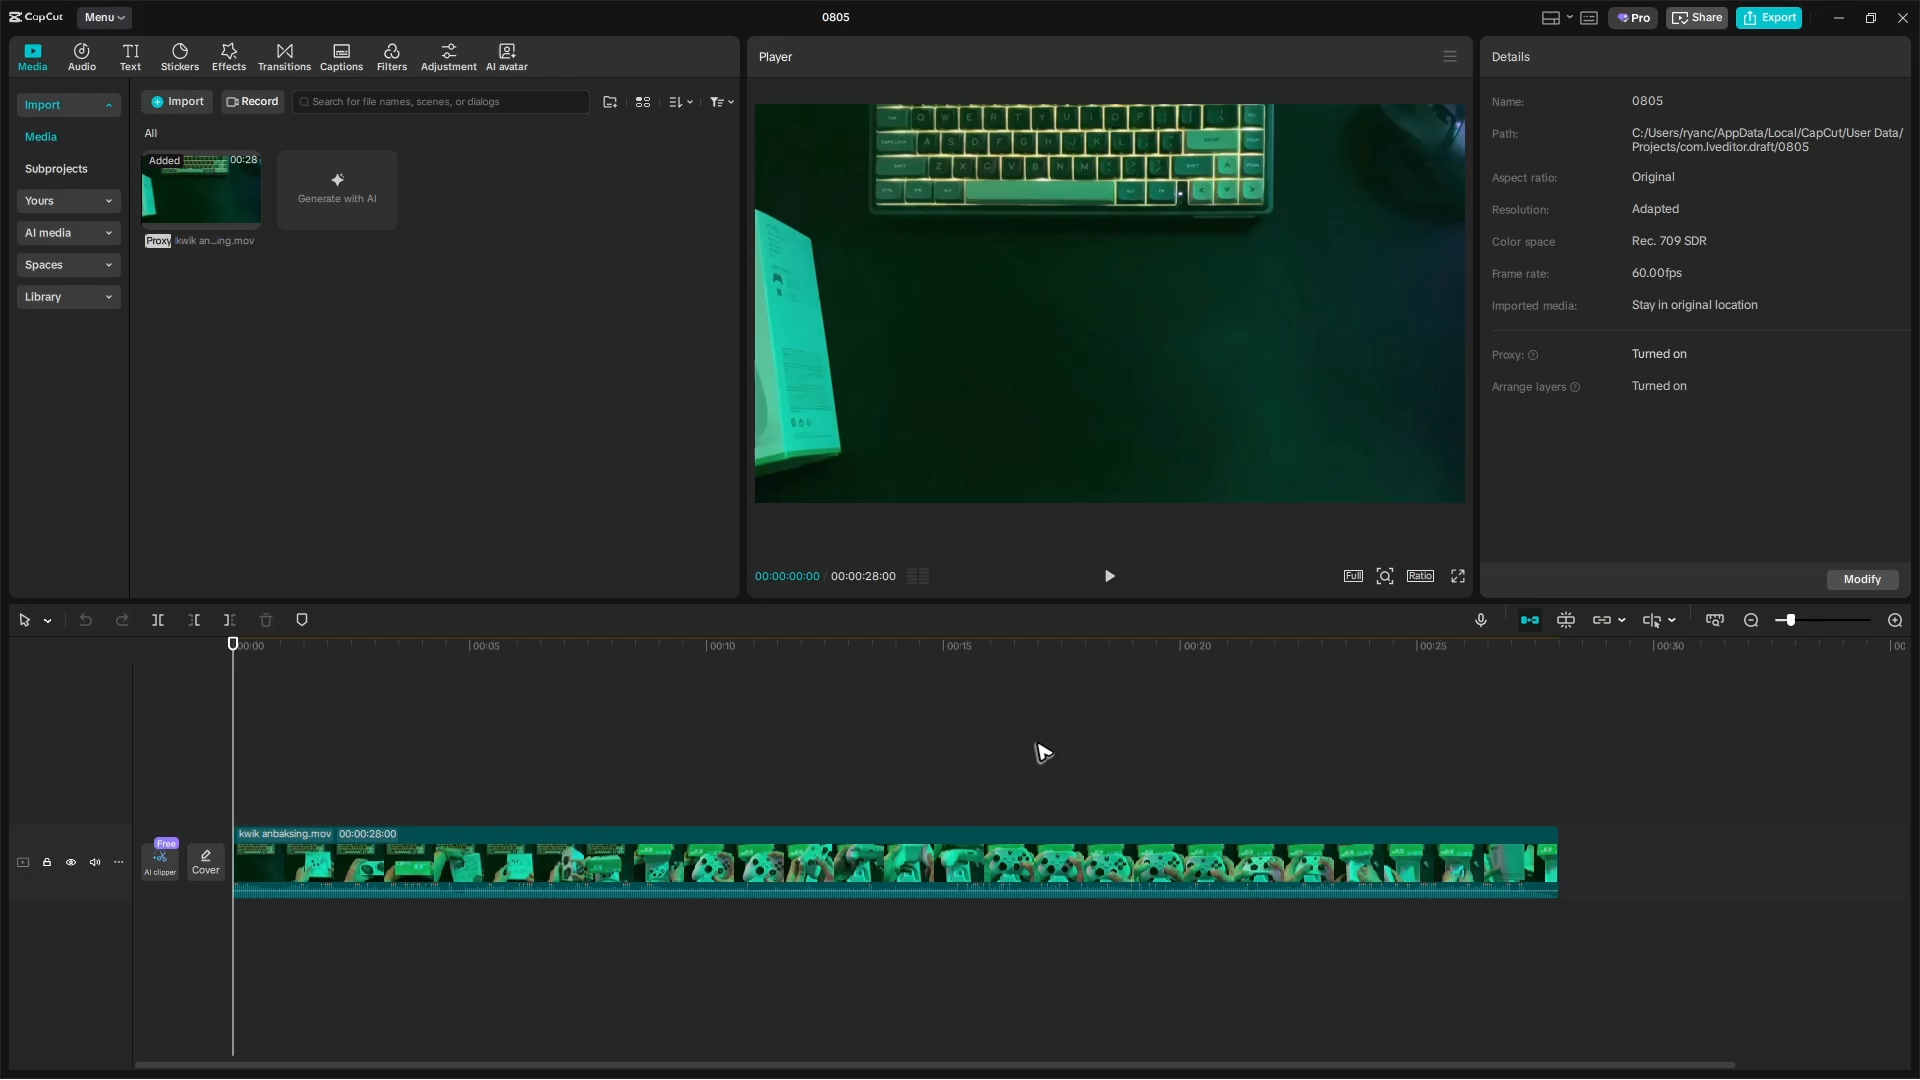 CapCut
Menu
0805
Pro
Share
Export
Media
Audio
Text
Stickers
Effects
Transitions
Captions
Filters
Adjustment
AI avatar
Import
Media
Subprojects
Yours
AI media
Spaces
Library
Import
Record
Search for file names, scenes, or dialogs
All
Added
00:28
Proxy
kwik an...ing.mov
Generate with AI
Player
00:00:00:00 / 00:00:28:00
Full
Ratio
Details
Name: 0805
Path: C:/Users/ryanc/AppData/Local/CapCut/User Data/
Projects/com.lveditor.draft/0805
Aspect ratio: Original
Resolution: Adapted
Color space Rec. 709 SDR
Frame rate: 60.00fps
Imported media: Stay in original location
Proxy: Turned on
Arrange layers Turned on
Modify
00:00
00:05
00:10
00:15
00:20
00:25
00:30
Free
AI clipper
Cover
kwik anbaksing.mov 00:00:28:00